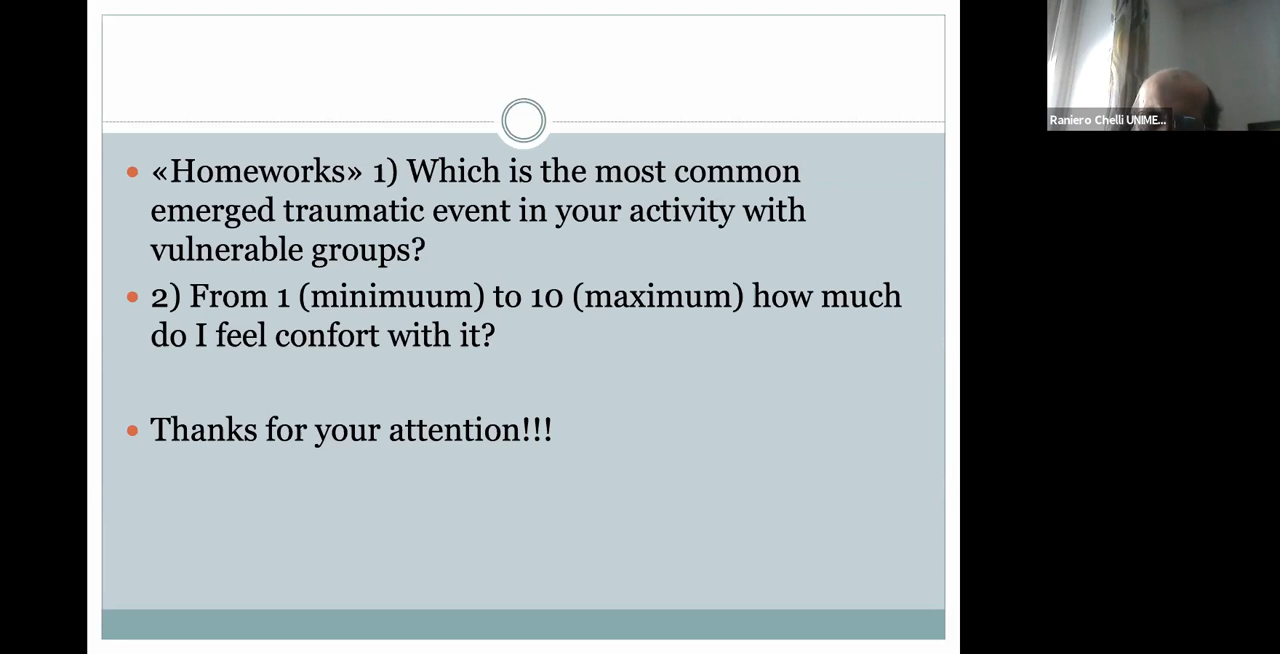 «Homeworks» 1) Which is the most common
emerged traumatic event in your activity with
vulnerable groups?
2) From 1 (minimuum) to 10 (maximum) how much
do I feel confort with it?
Thanks for your attention!!!
Raniero Chelli UNIME...